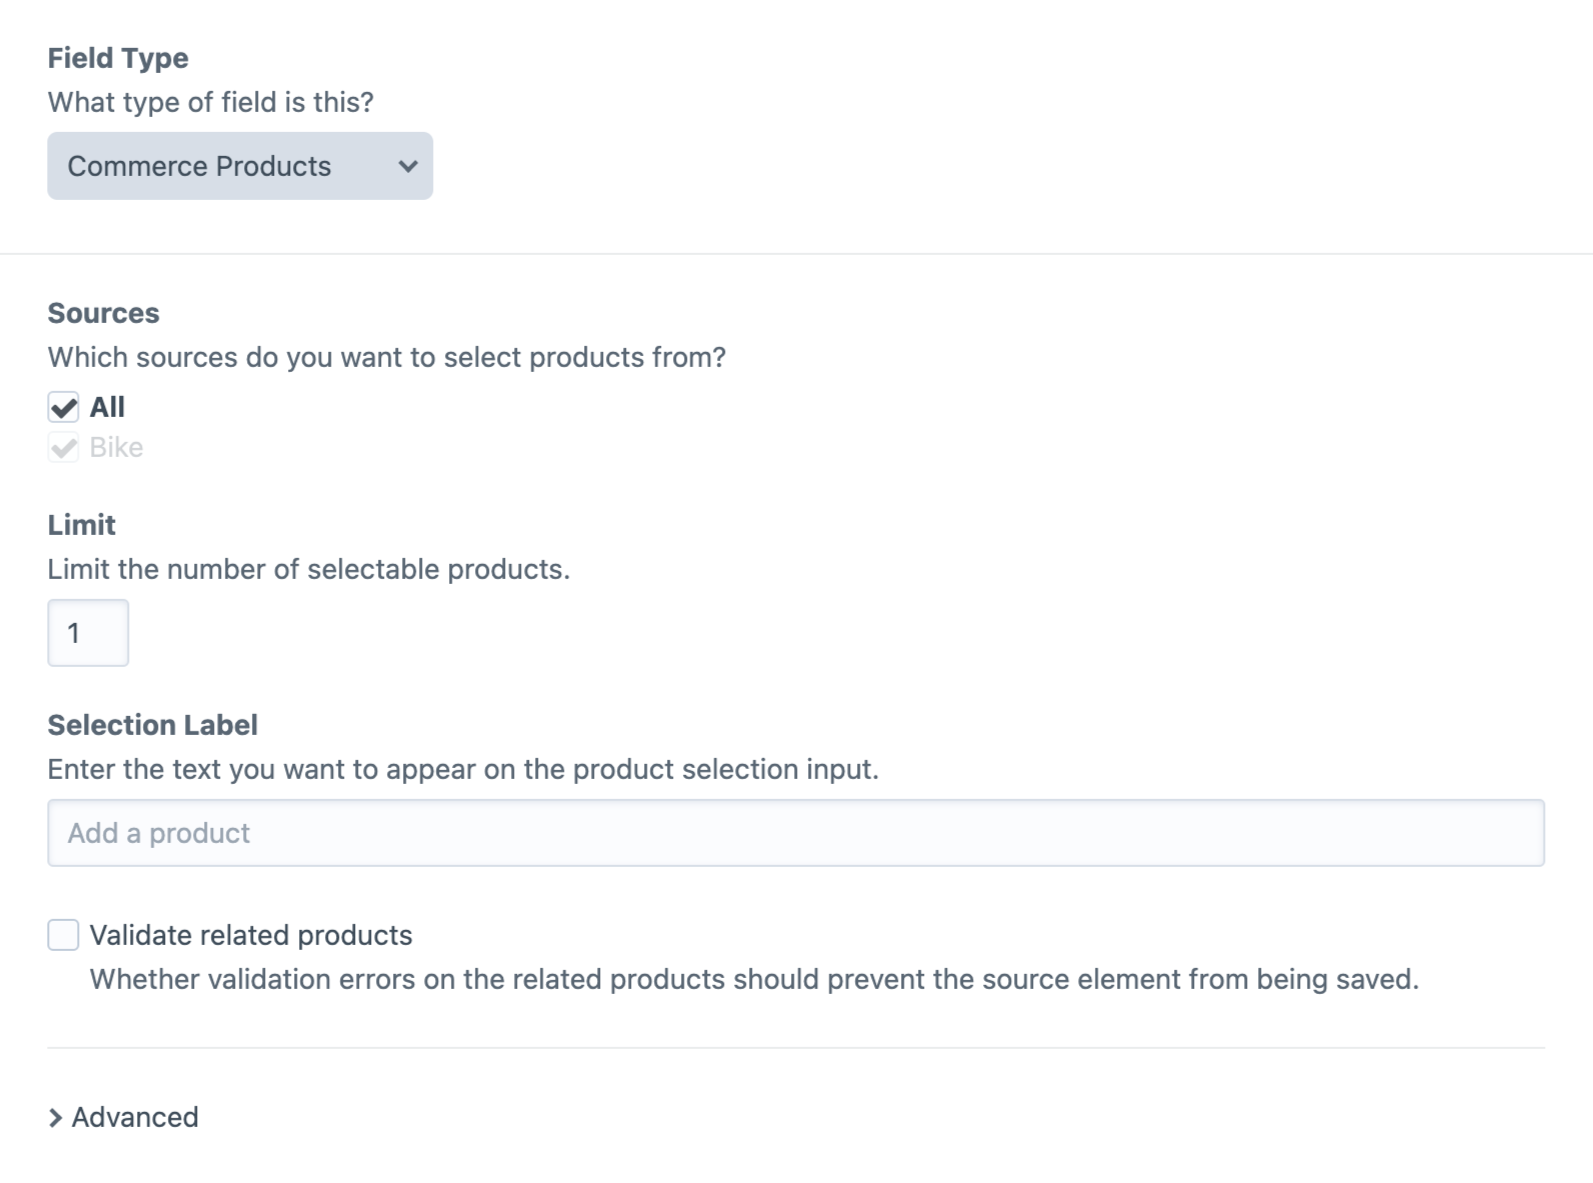 Field Type
What type of field is this?
Commerce Products
Sources
Which sources do you want to select products from?
All
Bike
Limit
Limit the number of selectable products.
1
Selection Label
Enter the text you want to appear on the product selection input.
Add a product
Validate related products
Whether validation errors on the related products should prevent the source element from being saved.
Advanced